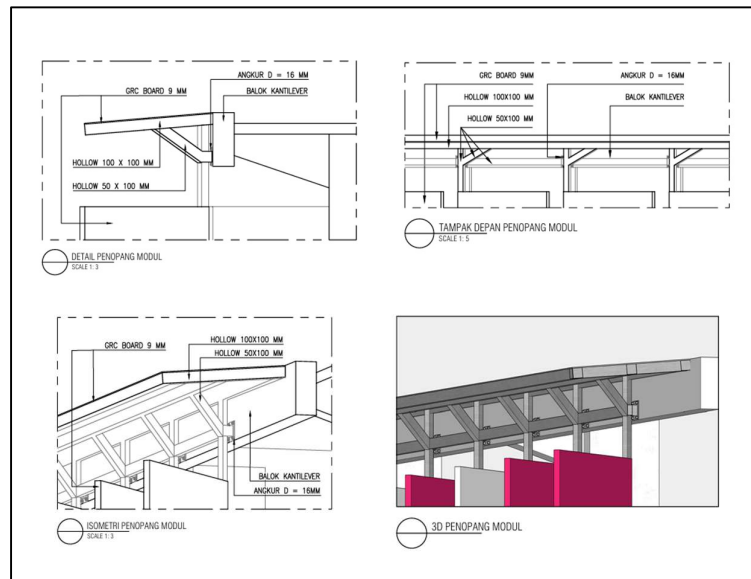 ANGKUR D = 16 MM
GRC BOARD 9 MM
BALOK KANTILEVER
HOLLOW 100 X 100 MM
HOLLOW 50 X 100 MM
DETAIL PENOPANG MODUL
SCALE 1: 3
GRC BOARD 9MM
ANGKUR D = 16MM
HOLLOW 100X100 MM
BALOK KANTILEVER
HOLLOW 50X100 MM
TAMPAK DEPAN PENOPANG MODUL
SCALE 1: 5
HOLLOW 100X100 MM
GRC BOARD 9 MM
HOLLOW 50X100 MM
BALOK KANTILEVER
ANGKUR D = 16MM
ISOMETRI PENOPANG MODUL
SCALE 1: 3
3D PENOPANG MODUL